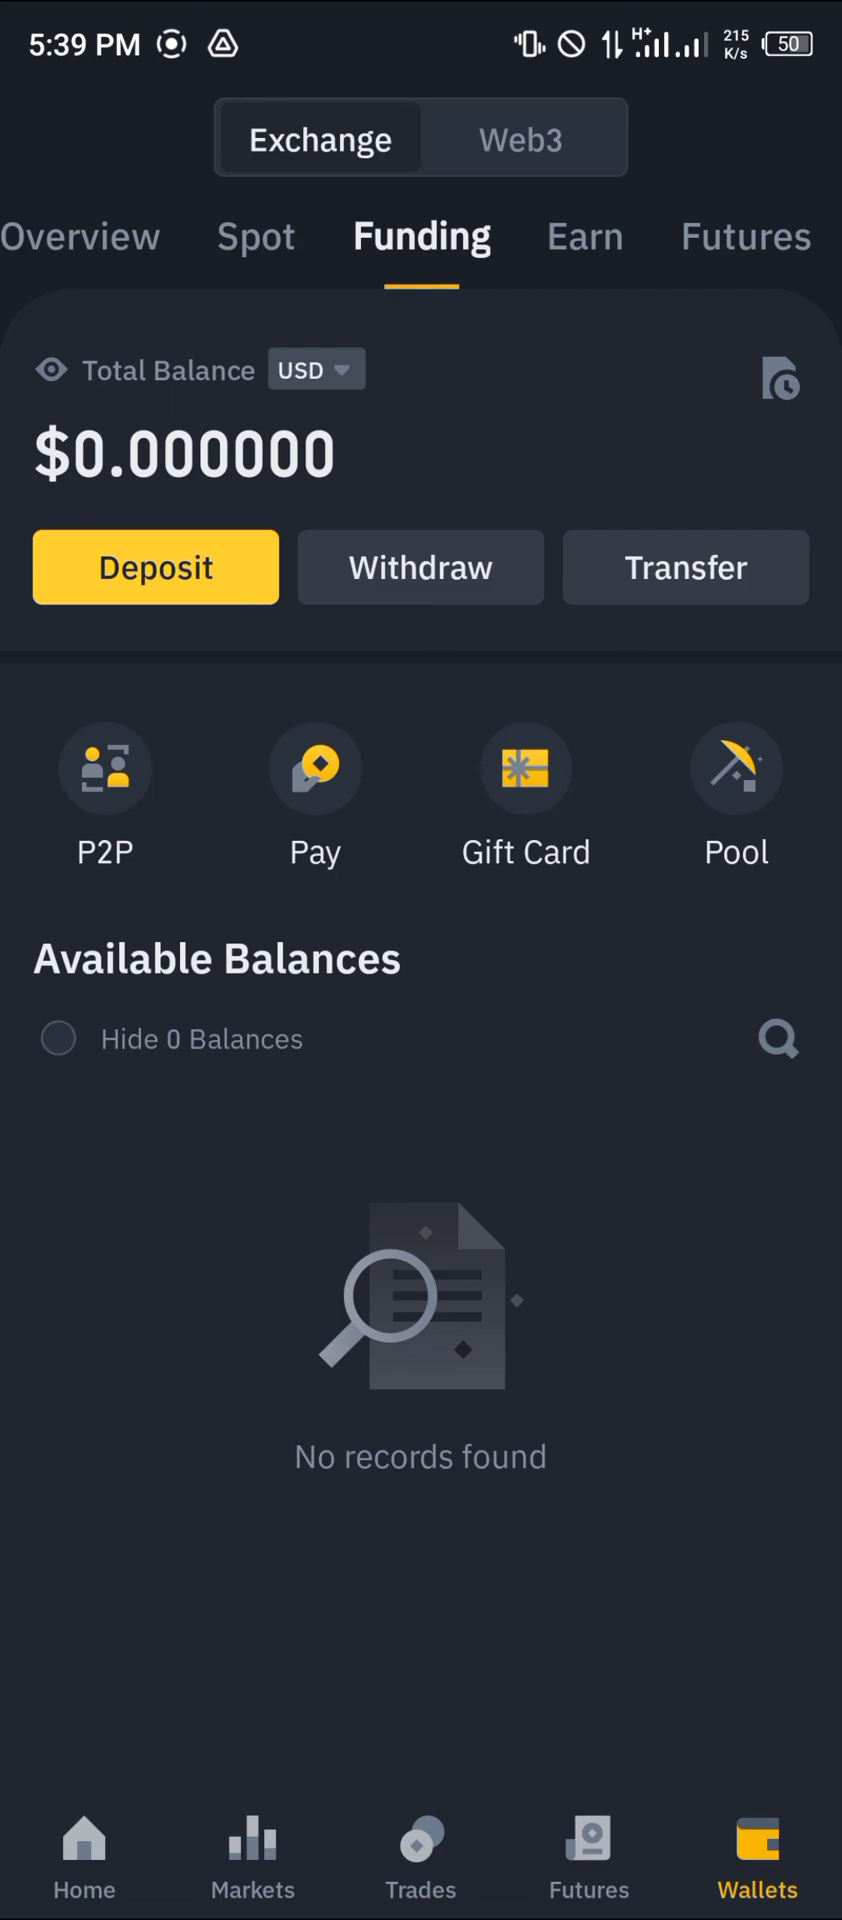 5:39 PM
H+
215
K/s
50
Exchange
Web3
Overview
Spot
Funding
Earn
Futures
Total Balance
USD
$0.000000
Deposit
Withdraw
Transfer
P2P
Pay
Gift Card
Pool
Available Balances
Hide 0 Balances
No records found
Home
Markets
Trades
Futures
Wallets